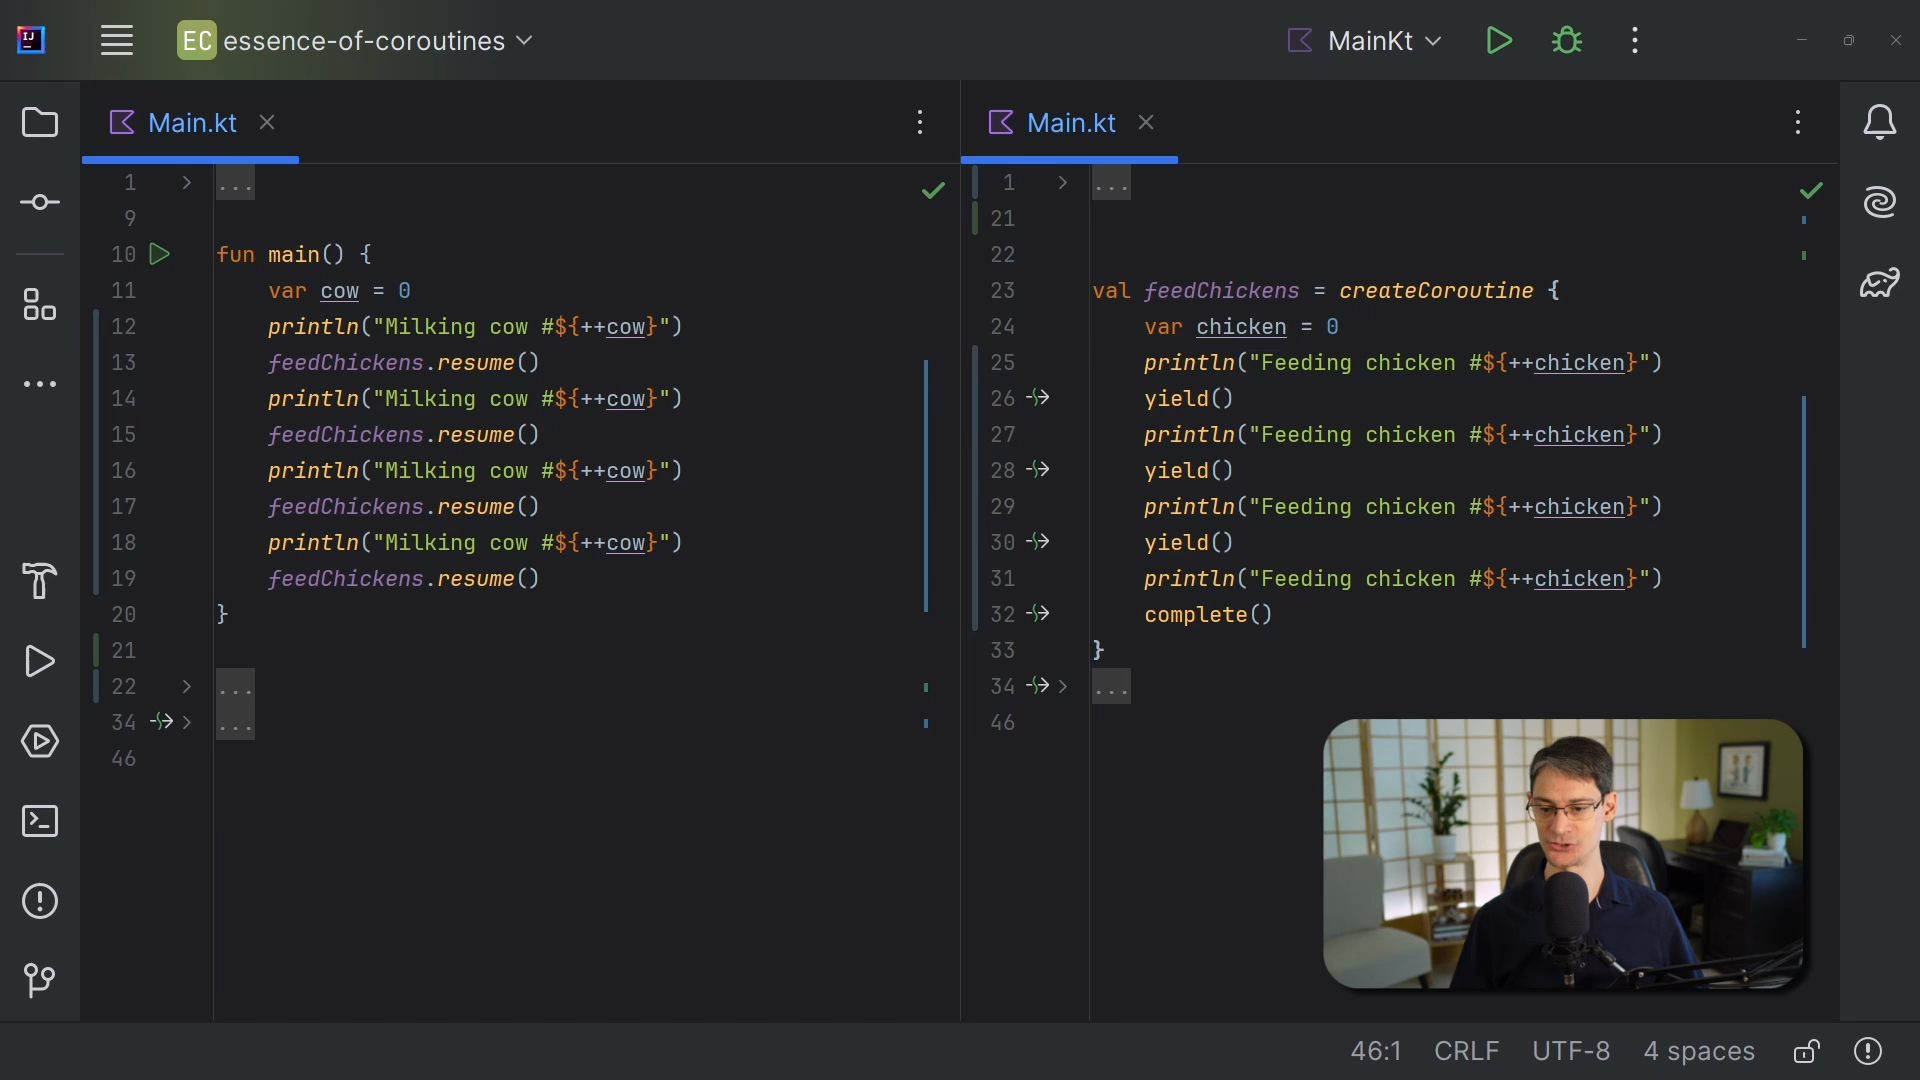 IJ
EC essence-of-coroutines
MainKt
Main.kt
1 ...
9
10 fun main() {
11 var cow = 0
12 println("Milking cow #${++cow}")
13 feedChickens.resume()
14 println("Milking cow #${++cow}")
15 feedChickens.resume()
16 println("Milking cow #${++cow}")
17 feedChickens.resume()
18 println("Milking cow #${++cow}")
19 feedChickens.resume()
20 }
21
22 ...
34 ...
46
Main.kt
1 ...
21
22
23 val feedChickens = createCoroutine {
24 var chicken = 0
25 println("Feeding chicken #${++chicken}")
26 yield()
27 println("Feeding chicken #${++chicken}")
28 yield()
29 println("Feeding chicken #${++chicken}")
30 yield()
31 println("Feeding chicken #${++chicken}")
32 complete()
33 }
34 ...
46
46:1 CRLF UTF-8 4 spaces